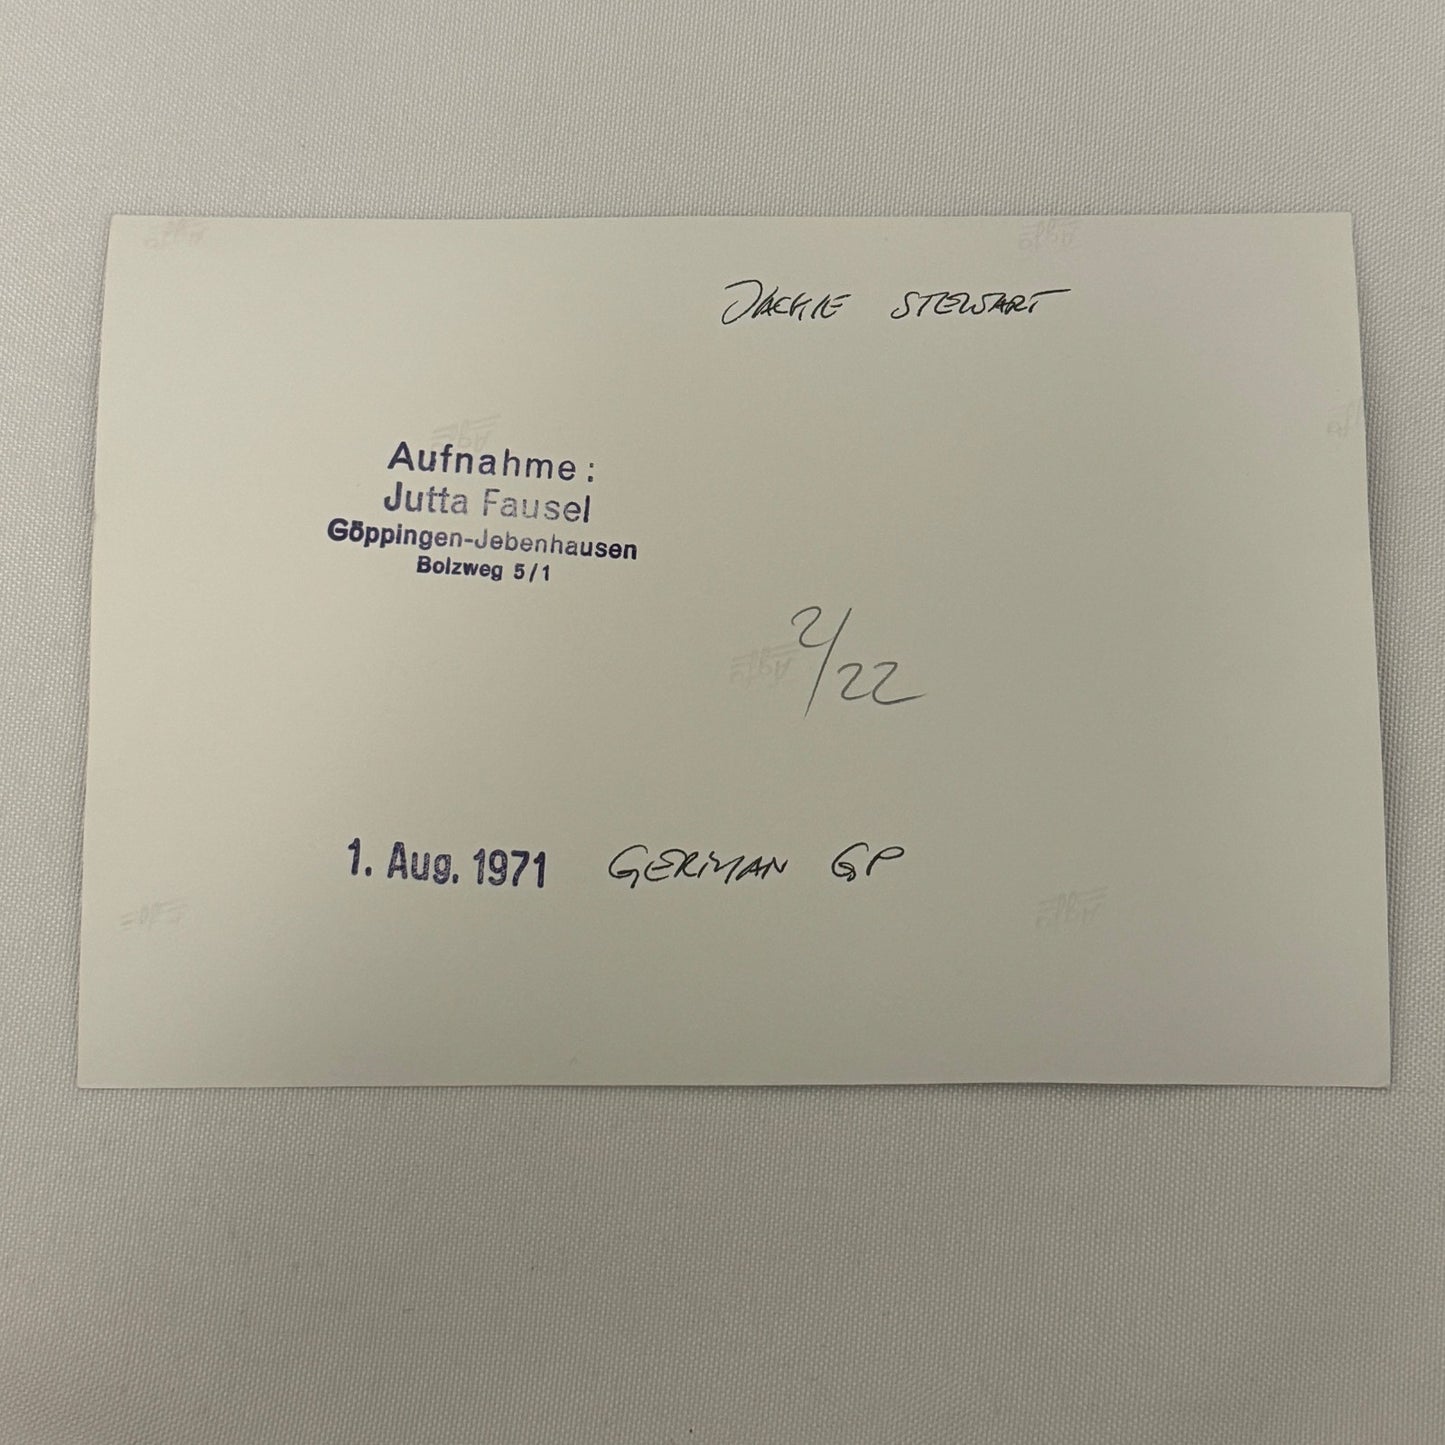 JACKIE STEWART
Aufnahme:
Jutta Fausel
Göppingen-Jebenhausen
Bolzweg 5/1
2/22
1. Aug. 1971 GERMAN GP